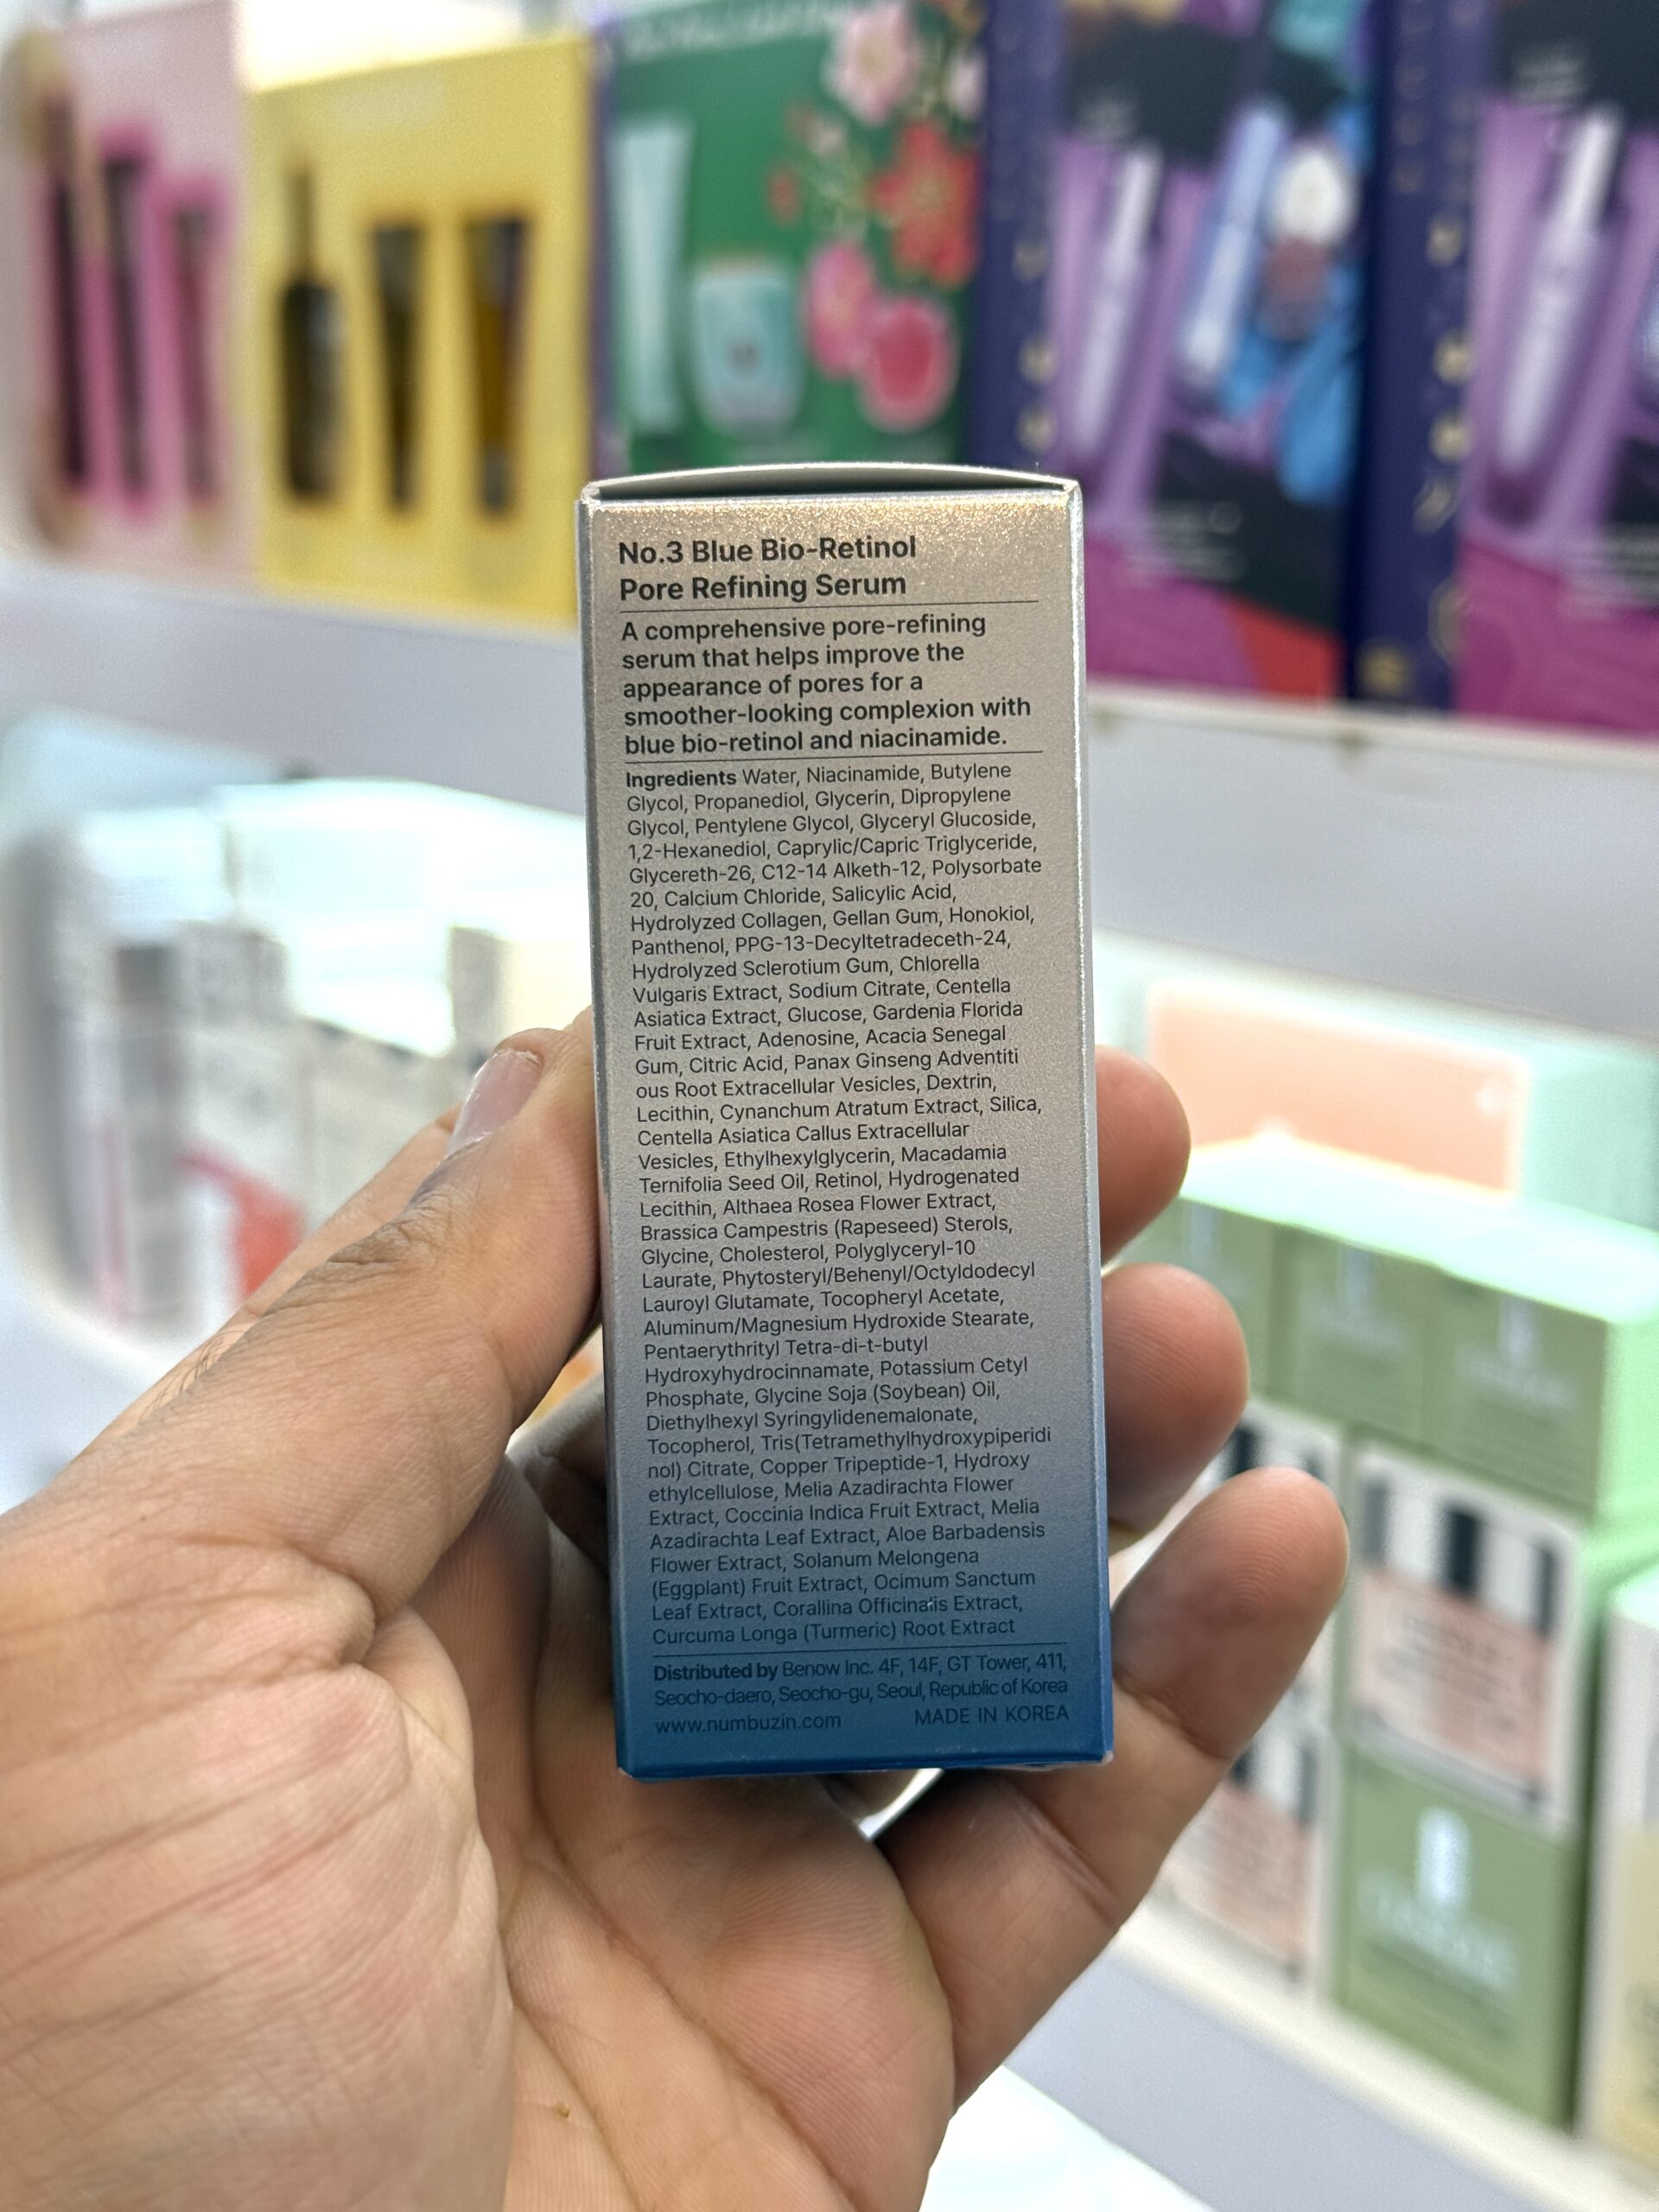 No.3 Blue Bio-Retinol
Pore Refining Serum
A comprehensive pore-refining
serum that helps improve the
appearance of pores for a
smoother-looking complexion with
blue bio-retinol and niacinamide.
Ingredients Water, Niacinamide, Butylene
Glycol, Propanediol, Glycerin, Dipropylene
Glycol, Pentylene Glycol, Glyceryl Glucoside,
1,2-Hexanediol, Caprylic/Capric Triglyceride,
Glycereth-26, C12-14 Alketh-12, Polysorbate
20, Calcium Chloride, Salicylic Acid,
Hydrolyzed Collagen, Gellan Gum, Honokiol,
Panthenol, PPG-13-Decyltetradeceth-24,
Hydrolyzed Sclerotium Gum, Chlorella
Vulgaris Extract, Sodium Citrate, Centella
Asiatica Extract, Glucose, Gardenia Florida
Fruit Extract, Adenosine, Acacia Senegal
Gum, Citric Acid, Panax Ginseng Adventiti
ous Root Extracellular Vesicles, Dextrin,
Lecithin, Cynanchum Atratum Extract, Silica,
Centella Asiatica Callus Extracellular
Vesicles, Ethylhexylglycerin, Macadamia
Ternifolia Seed Oil, Retinol, Hydrogenated
Lecithin, Althaea Rosea Flower Extract,
Brassica Campestris (Rapeseed) Sterols,
Glycine, Cholesterol, Polyglyceryl-10
Laurate, Phytosteryl/Behenyl/Octyldodecyl
Lauroyl Glutamate, Tocopheryl Acetate,
Aluminum/Magnesium Hydroxide Stearate,
Pentaerythrityl Tetra-di-t-butyl
Hydroxyhydrocinnamate, Potassium Cetyl
Phosphate, Glycine Soja (Soybean) Oil,
Diethylhexyl Syringylidenemalonate,
Tocopherol, Tris(Tetramethylhydroxypiperidi
nol) Citrate, Copper Tripeptide-1, Hydroxy
ethylcellulose, Melia Azadirachta Flower
Extract, Coccinia Indica Fruit Extract, Melia
Azadirachta Leaf Extract, Aloe Barbadensis
Flower Extract, Solanum Melongena
(Eggplant) Fruit Extract, Ocimum Sanctum
Leaf Extract, Corallina Officinalis Extract,
Curcuma Longa (Turmeric) Root Extract
Distributed by Benow Inc. 4F, 14F, GT Tower, 411,
Seocho-daero, Seocho-gu, Seoul, Republic of Korea
www.numbuzin.com MADE IN KOREA